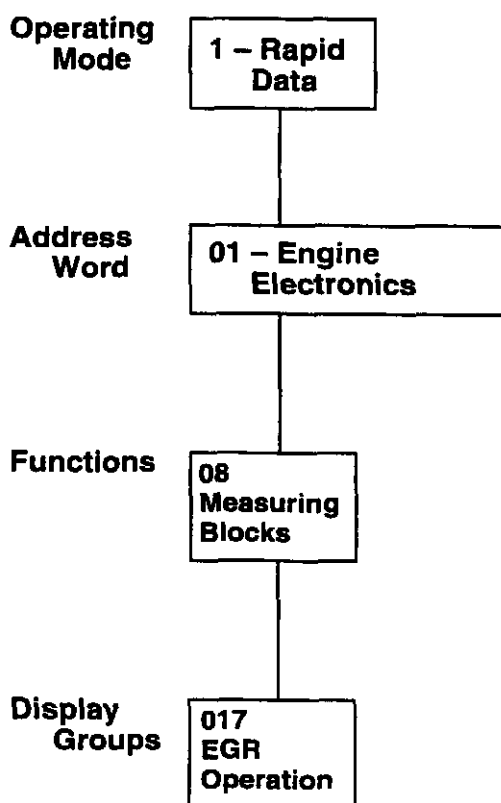 Operating
Mode
1 – Rapid
Data
Address
Word
01 – Engine
Electronics
Functions
08
Measuring
Blocks
Display
Groups
017
EGR
Operation